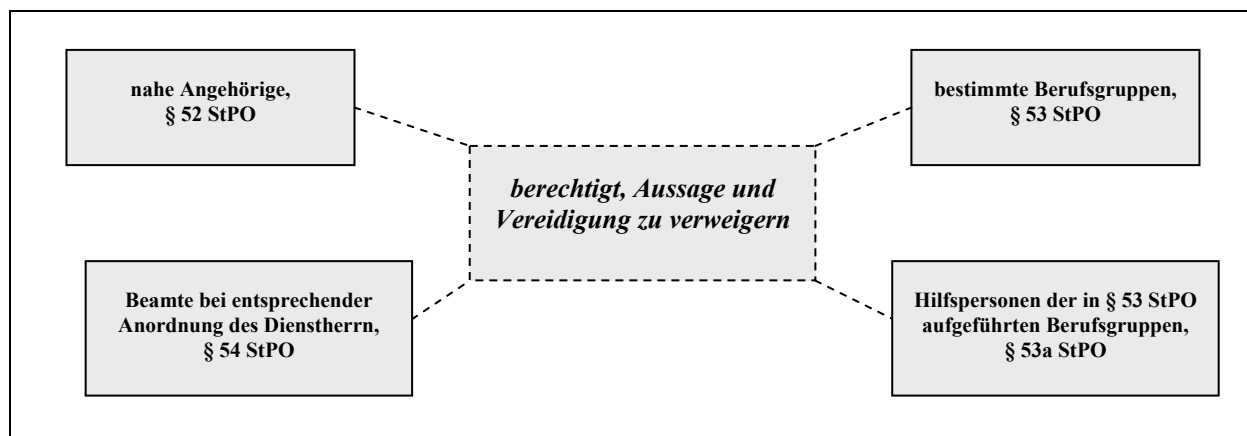 nahe Angehörige,
§ 52 StPO
bestimmte Berufsgruppen,
§ 53 StPO
berechtigt, Aussage und
Vereidigung zu verweigern
Beamte bei entsprechender
Anordnung des Dienstherrn,
§ 54 StPO
Hilfspersonen der in § 53 StPO
aufgeführten Berufsgruppen,
§ 53a StPO